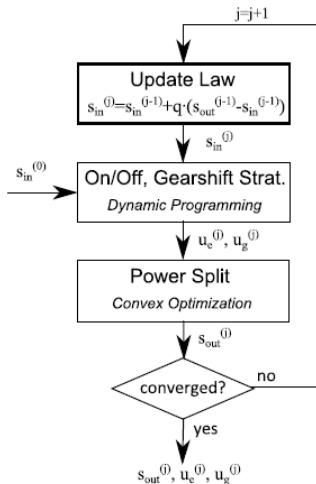 j=j+1
Update Law
s_in^(j)=s_in^(j-1)+q·(s_out^(j-1)-s_in^(j-1))
s_in^(j)
s_in^(0)
On/Off, Gearshift Strat.
Dynamic Programming
u_e^(j), u_g^(j)
Power Split
Convex Optimization
s_out^(j)
converged?
no
yes
s_out^(j), u_e^(j), u_g^(j)